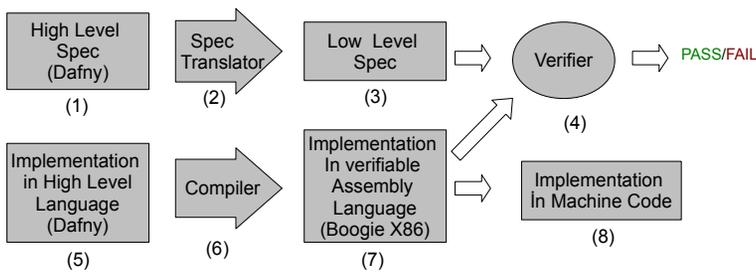 High Level
Spec
(Dafny)
(1)
Spec
Translator
(2)
Low Level
Spec
(3)
Verifier
(4)
PASS/FAIL
Implementation
in High Level
Language
(Dafny)
(5)
Compiler
(6)
Implementation
In verifiable
Assembly
Language
(Boogie X86)
(7)
Implementation
İn Machine Code
(8)